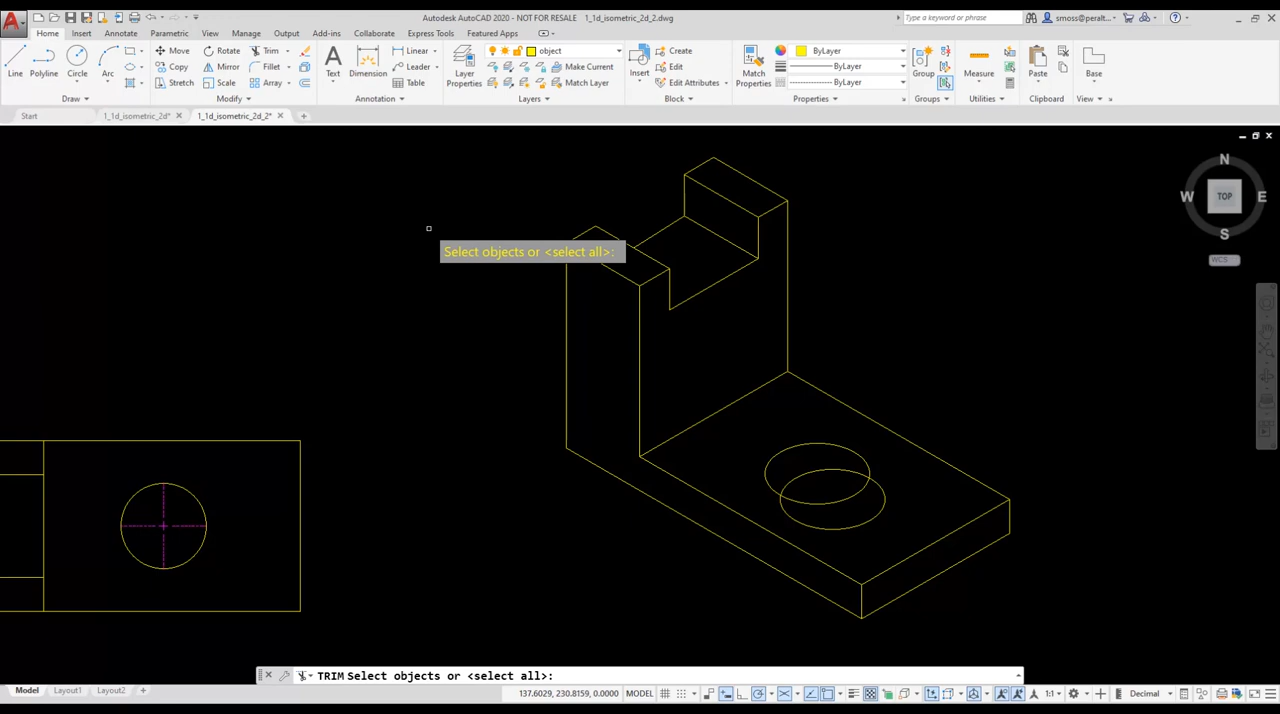 Autodesk AutoCAD 2020 - NOT FOR RESALE 1_1d_isometric_2d_2.dwg
Type a keyword or phrase
smoss@peralt...
Home Insert Annotate Parametric View Manage Output Add-ins Collaborate Express Tools Featured Apps
Line Polyline Circle Arc
Move Rotate Trim
Copy Mirror Fillet
Stretch Scale Array
Text Dimension
Linear
Leader
Table
Layer Properties
object
Make Current
Match Layer
Insert
Create
Edit
Edit Attributes
Match Properties
ByLayer
ByLayer
ByLayer
Group
Measure
Paste
Base
Draw Modify Annotation Layers Block Properties Groups Utilities Clipboard View
Start 1_1d_isometric_2d* 1_1d_isometric_2d_2*
N
W TOP E
S
WCS
Select objects or <select all>:
TRIM Select objects or <select all>:
Model Layout1 Layout2
137.6029, 230.8159, 0.0000 MODEL 1:1 Decimal